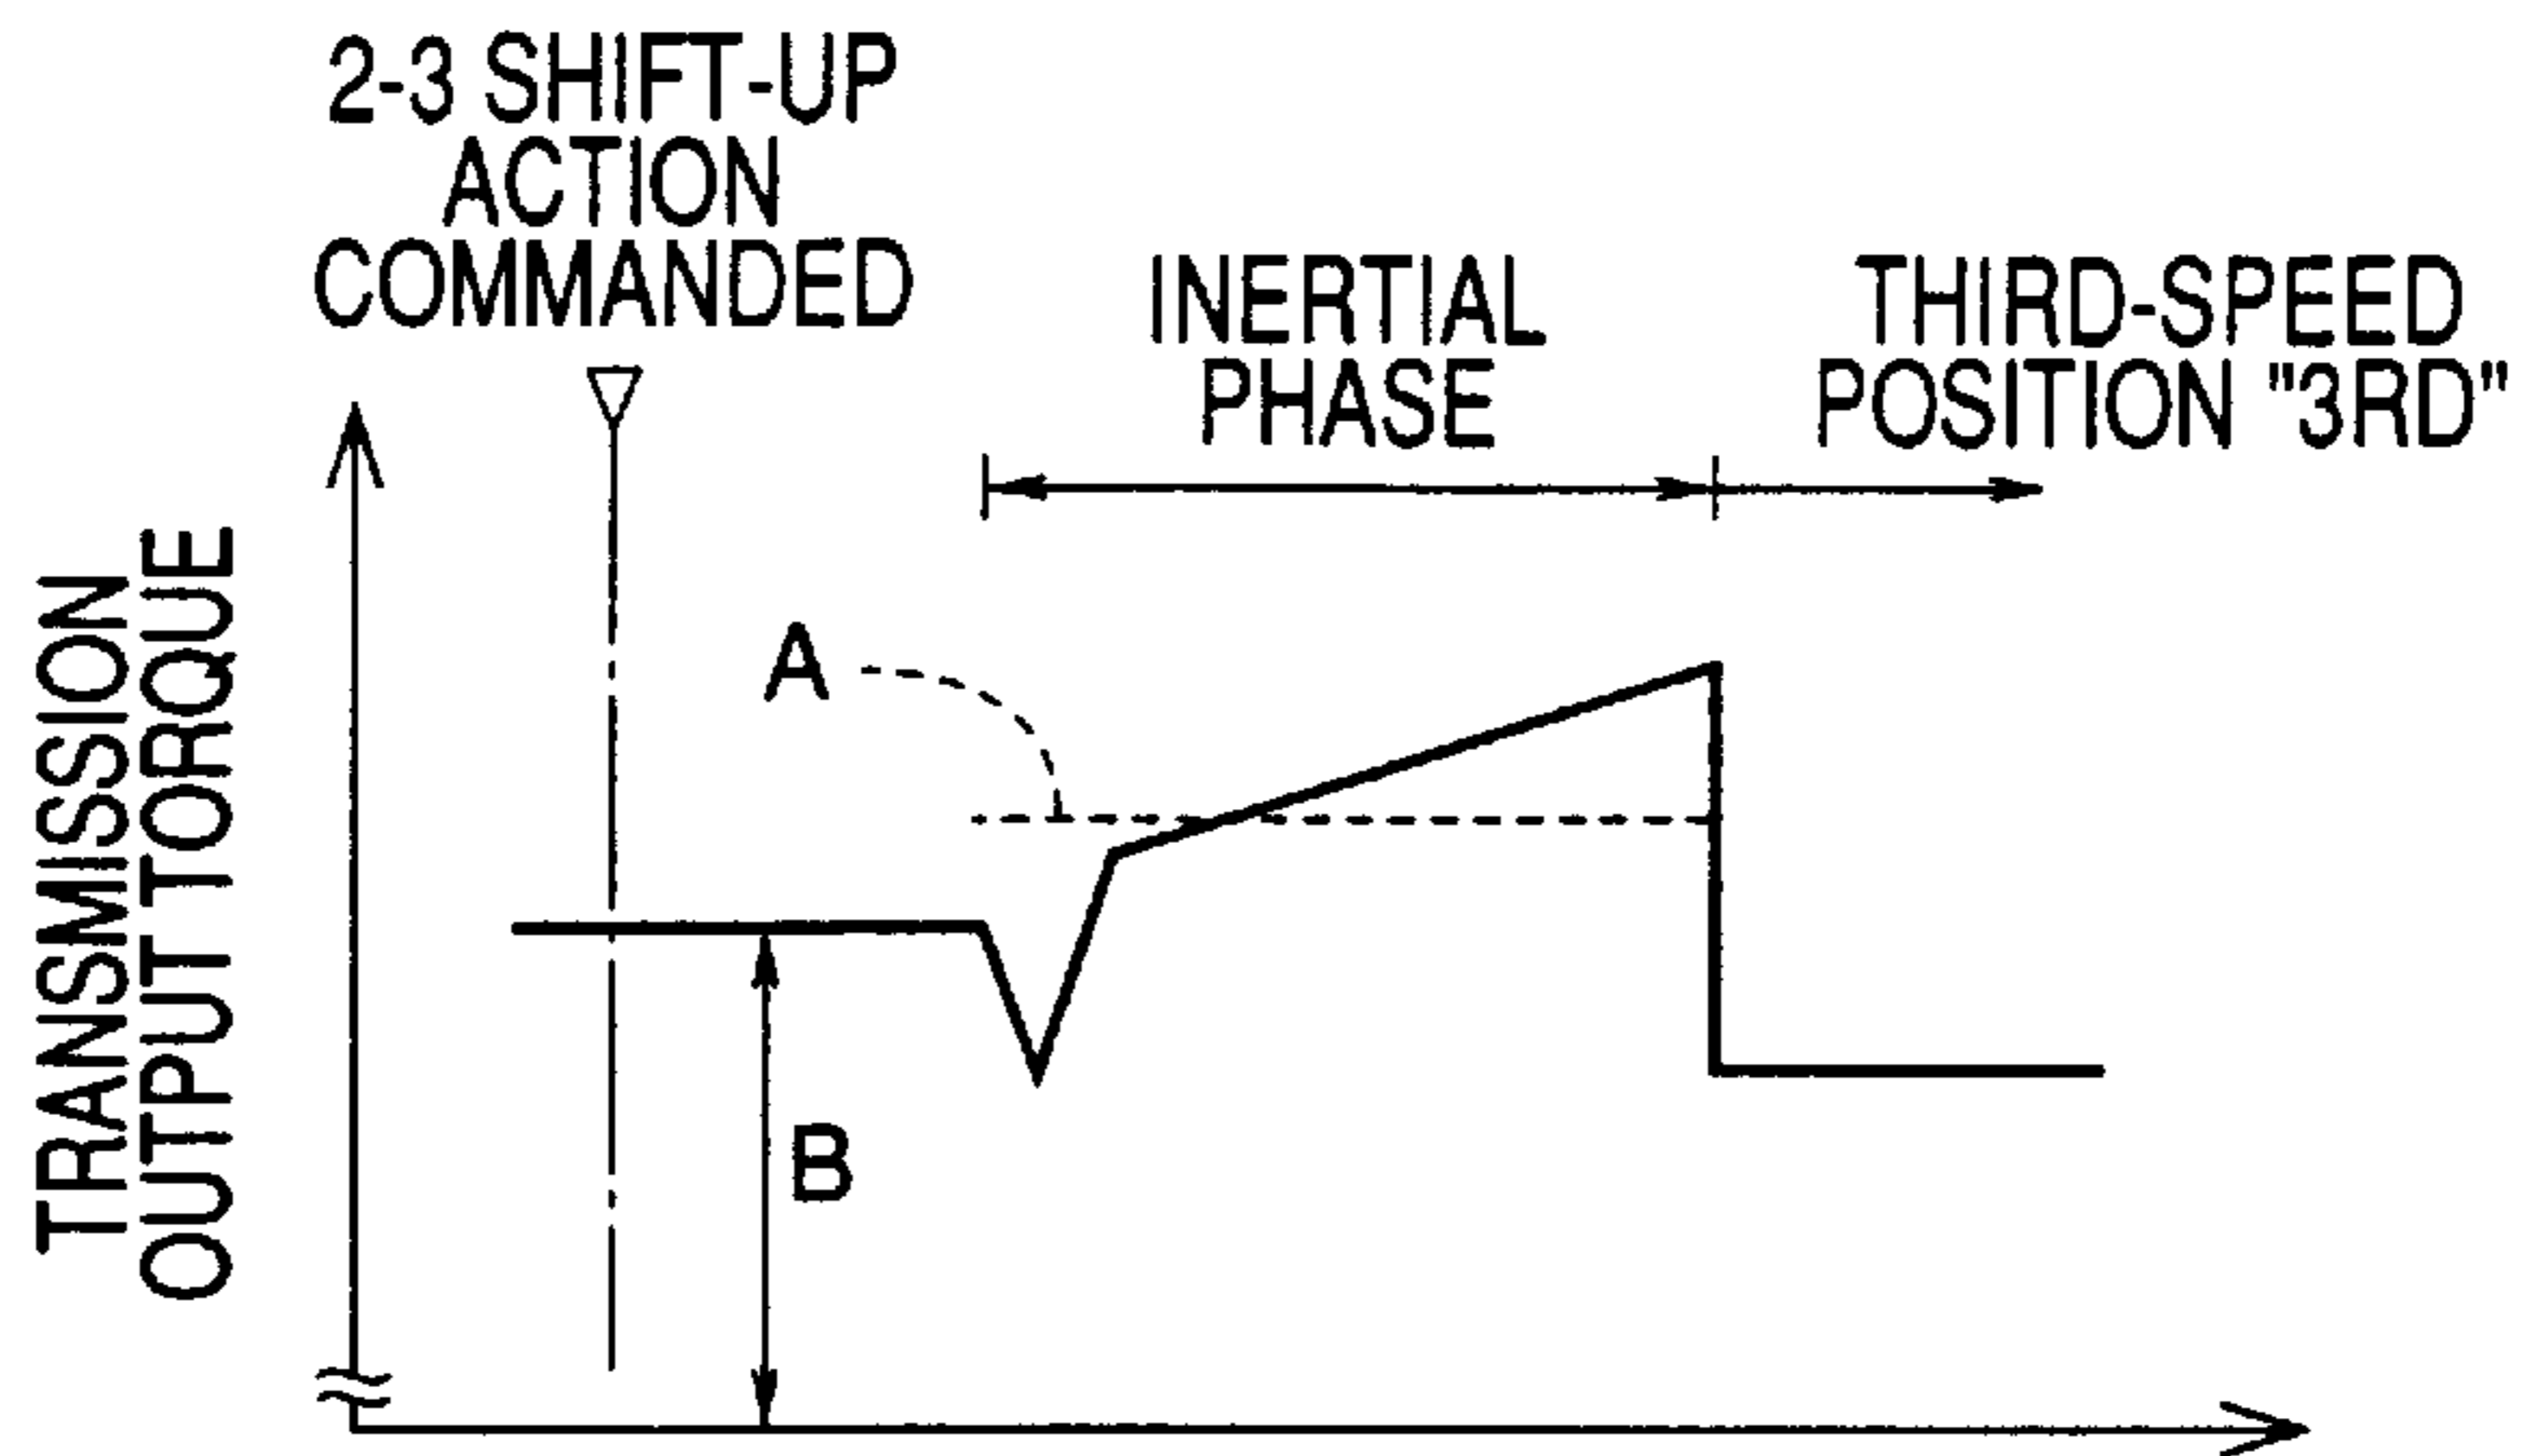 2-3 SHIFT-UP
ACTION
COMMANDED
INERTIAL
PHASE
THIRD-SPEED
POSITION "3RD"
TRANSMISSION
OUTPUT TORQUE
A
B